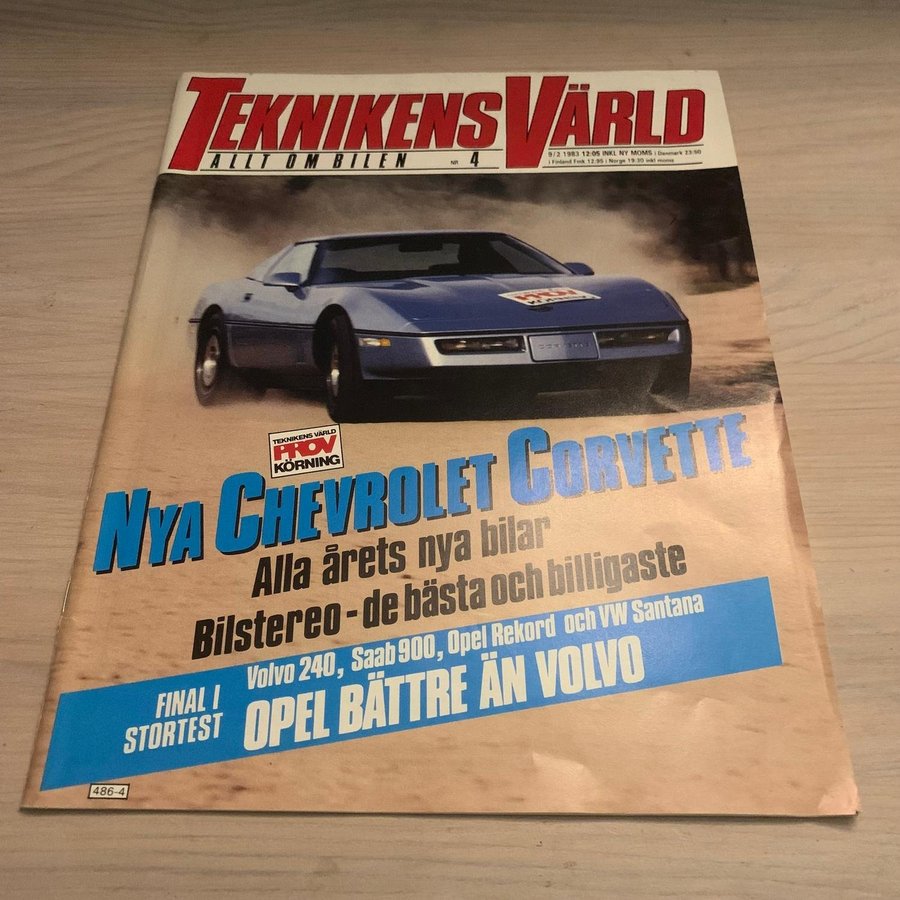 TEKNIKENS VÄRLD
ALLT OM BILEN NR 4
9/2 1983 12:05 INKL NY MOMS i Danmark 23:50
i Finland Fmk 12:95 i Norge 19:30 inkl moms
PROV
KÖRNING
TEKNIKENS VÄRLD
PROV
KÖRNING
NYA CHEVROLET CORVETTE
Alla årets nya bilar
Bilstereo - de bästa och billigaste
FINAL I
STORTEST
Volvo 240, Saab 900, Opel Rekord och VW Santana
OPEL BÄTTRE ÄN VOLVO
486-4